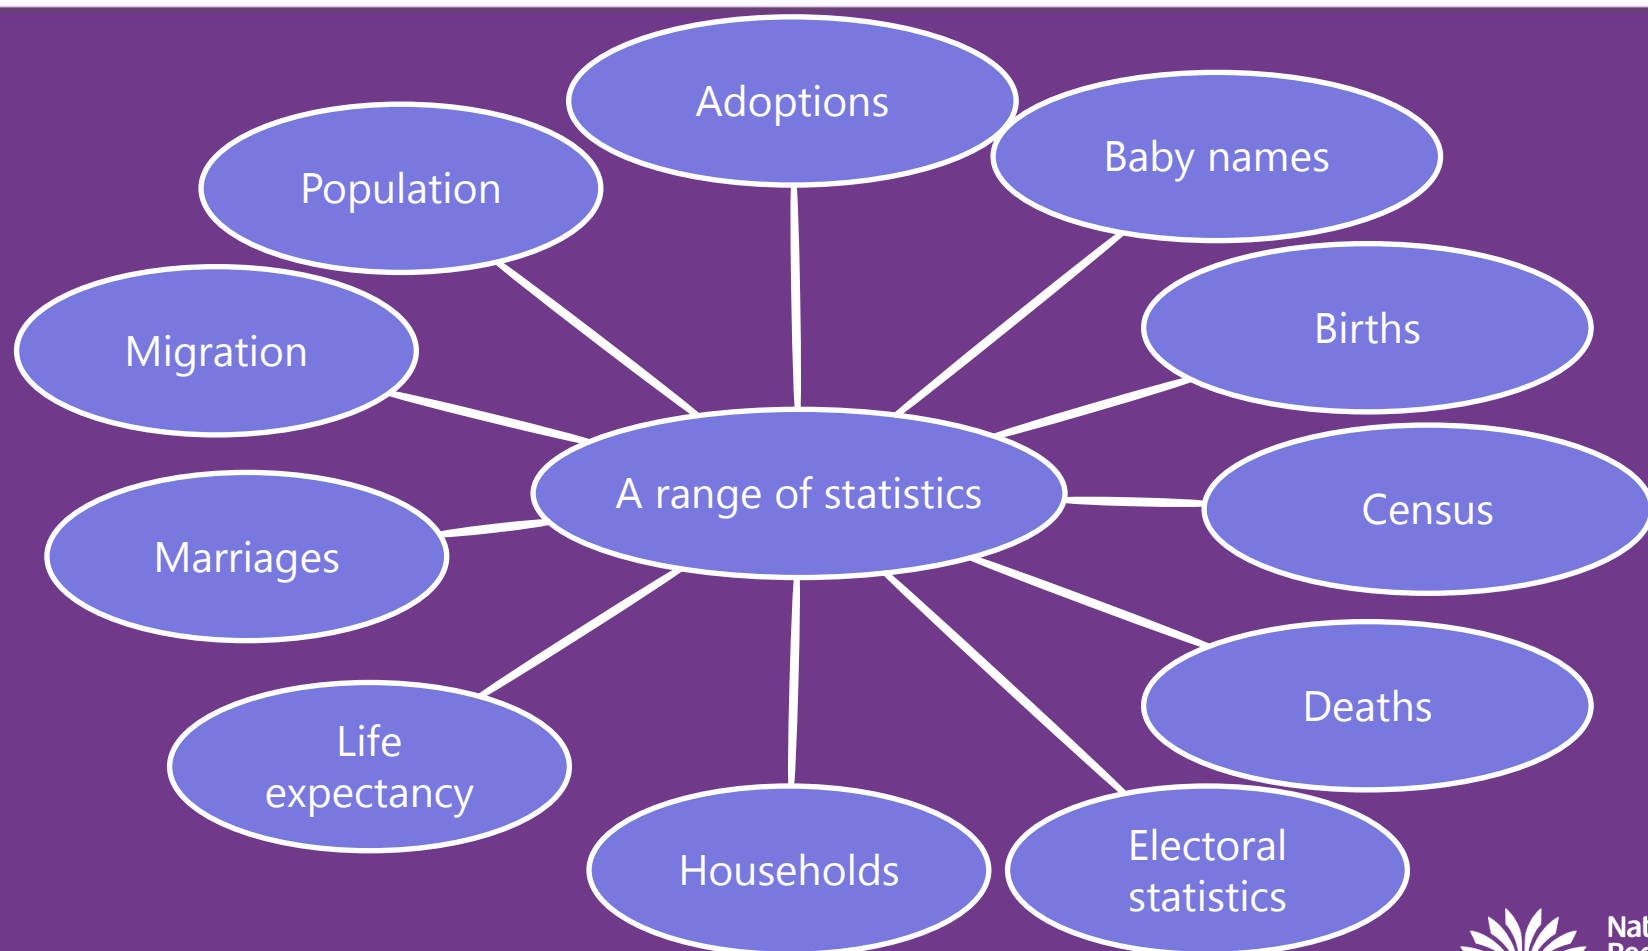 Adoptions
Baby names
Population
Births
Migration
A range of statistics
Census
Marriages
Deaths
Life
expectancy
Electoral
statistics
Households